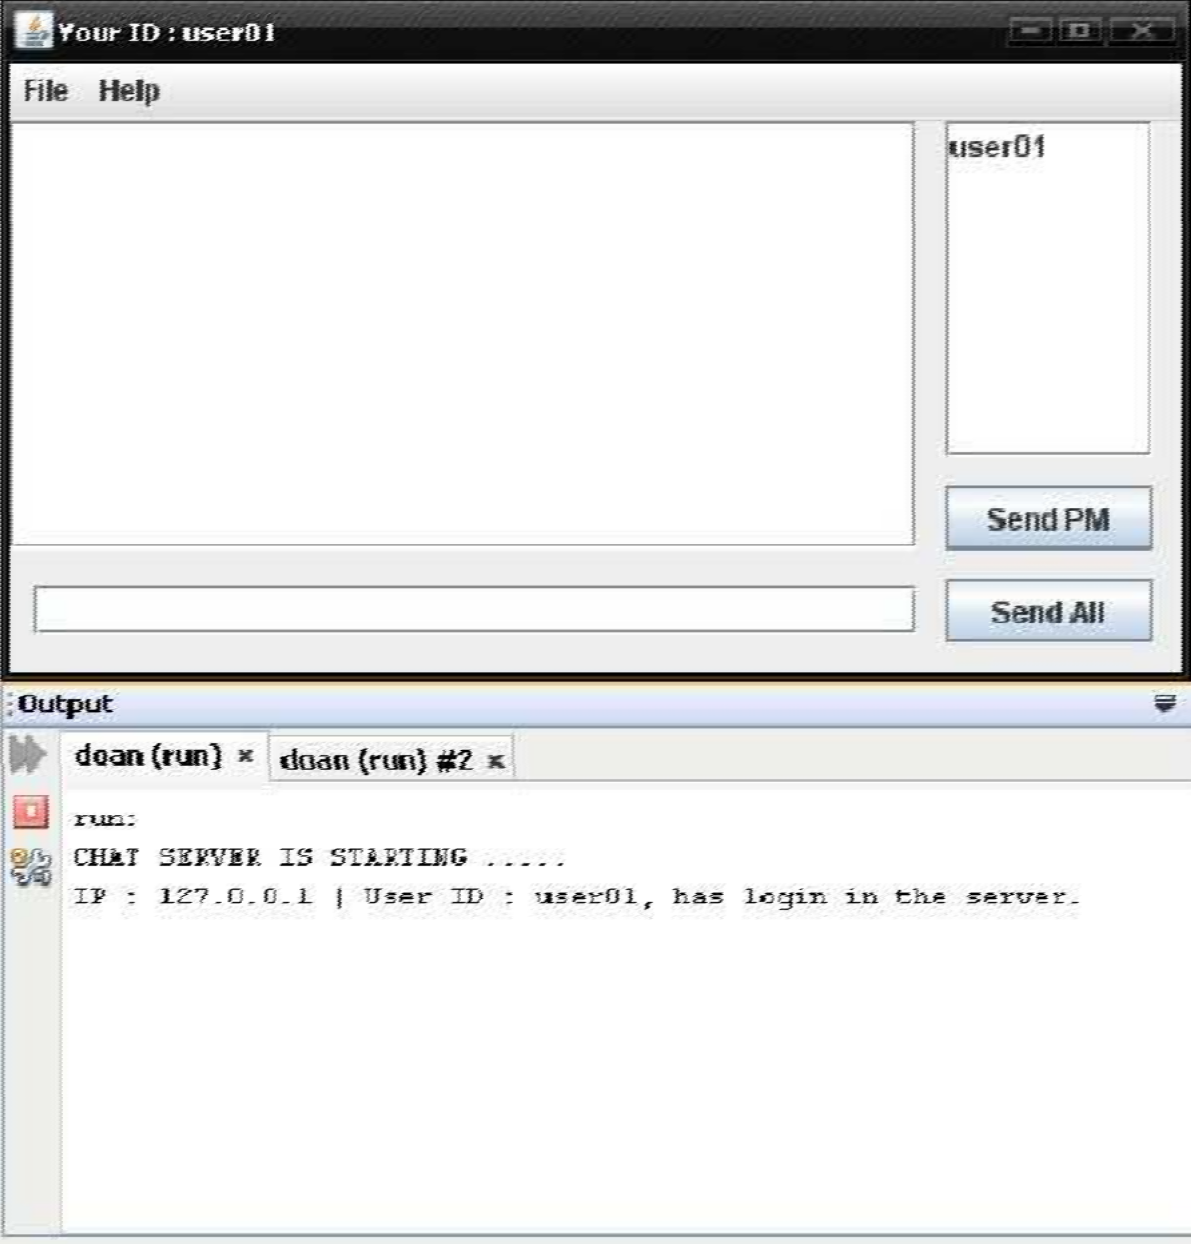 Your ID : user01
File Help
user01
Send PM
Send All
Output
doan (run) × doan (run) #2 ×
run:
CHAT SERVER IS STARTING .....
IP : 127.0.0.1 | User ID : user01, has login in the server.